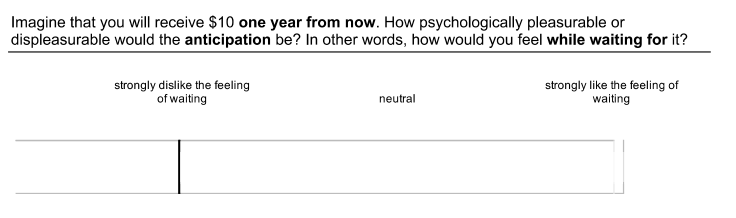 Imagine that you will receive $10 one year from now. How psychologically pleasurable or
displeasurable would the anticipation be? In other words, how would you feel while waiting for it?
strongly dislike the feeling
of waiting
neutral
strongly like the feeling of
waiting